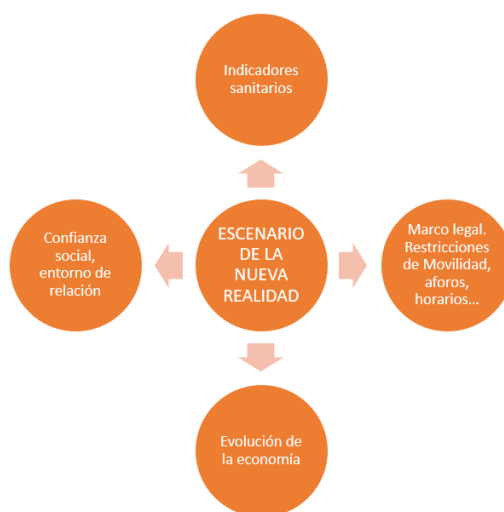 Indicadores
sanitarios
Confianza
social,
entorno de
relación
ESCENARIO
DE LA
NUEVA
REALIDAD
Marco legal.
Restricciones
de Movilidad,
aforos,
horarios...
Evolución de
la economía